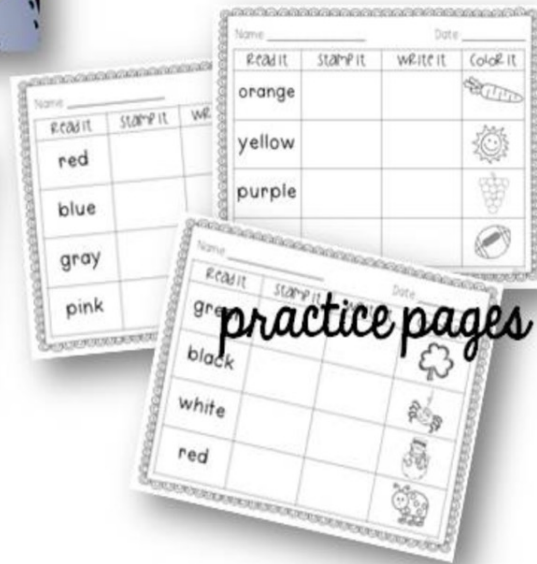 Name Date
Read it Stamp it Write it Color it
orange
yellow
purple
Name
Read it Stamp it
red
blue
gray
pink
Name Date
Read it Stamp it
black
white
red
practice pages